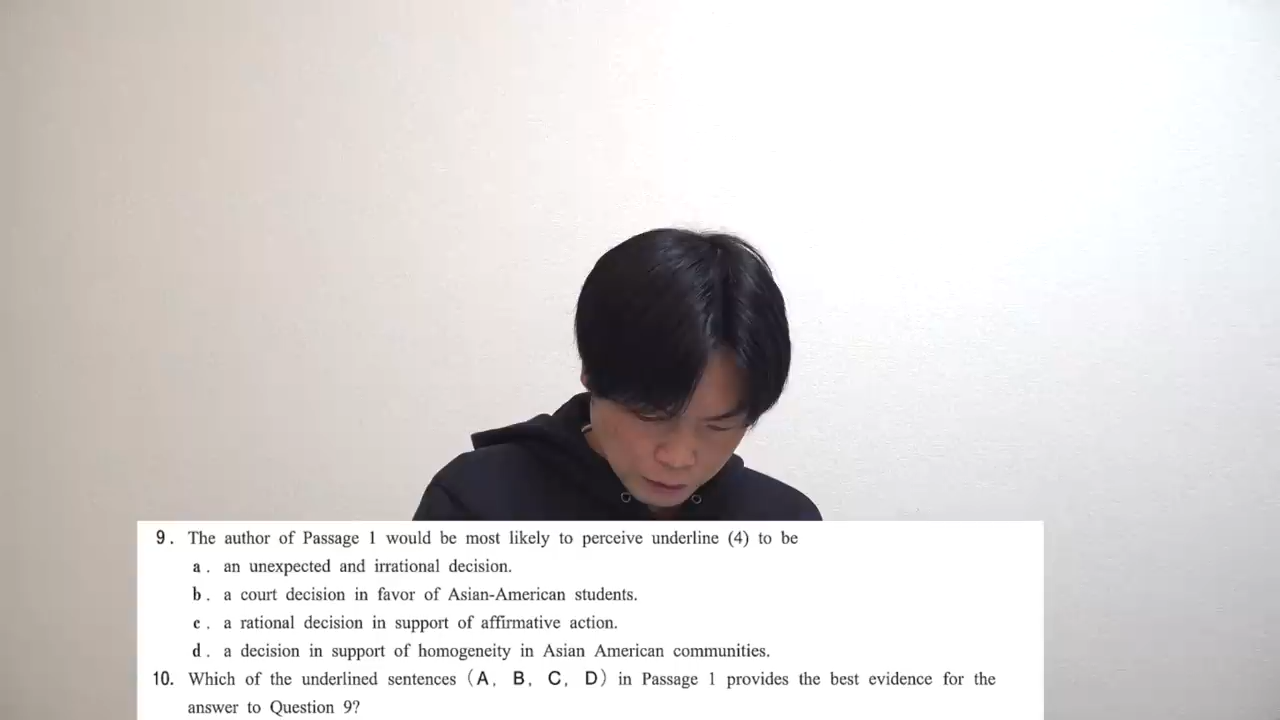 9. The author of Passage 1 would be most likely to perceive underline (4) to be
a. an unexpected and irrational decision.
b. a court decision in favor of Asian-American students.
c. a rational decision in support of affirmative action.
d. a decision in support of homogeneity in Asian American communities.
10. Which of the underlined sentences (A, B, C, D) in Passage 1 provides the best evidence for the
answer to Question 9?